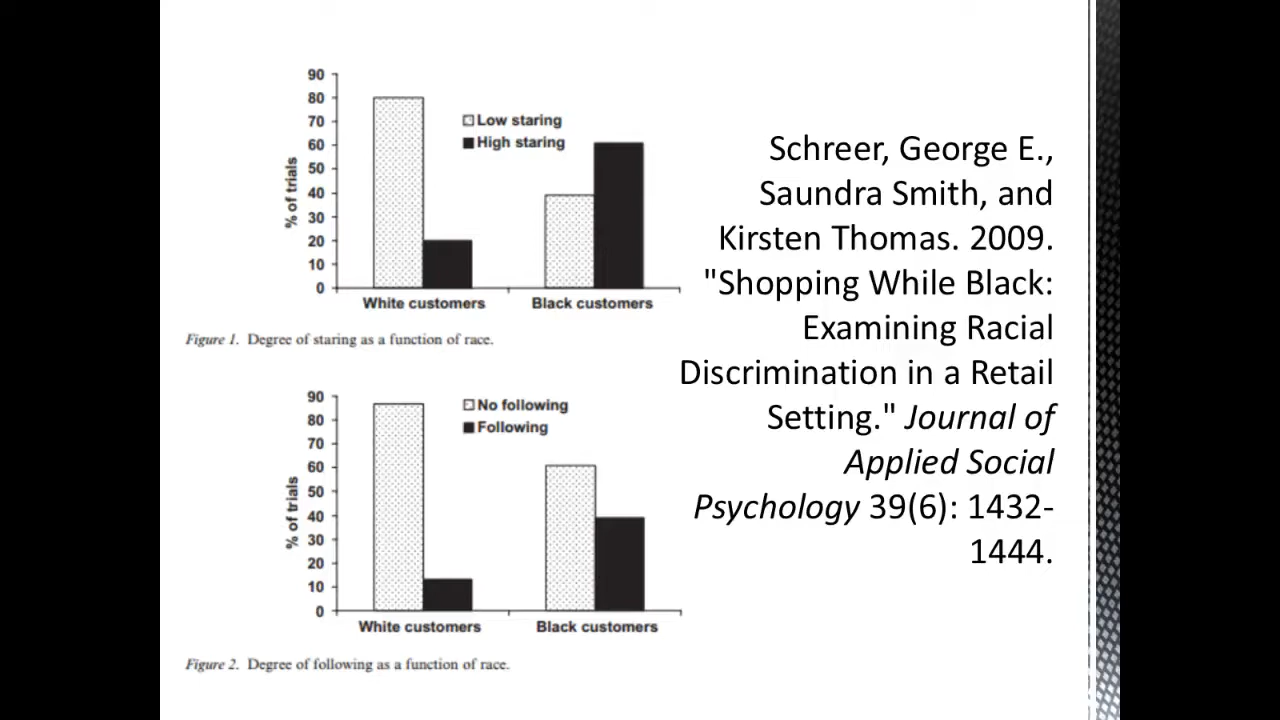 90
80
70
60
50
40
30
20
10
0
% of trials
Low staring
High staring
White customers
Black customers
Figure 1. Degree of staring as a function of race.
90
80
70
60
50
40
30
20
10
0
% of trials
No following
Following
White customers
Black customers
Figure 2. Degree of following as a function of race.
Schreer, George E.,
Saundra Smith, and
Kirsten Thomas. 2009.
"Shopping While Black:
Examining Racial
Discrimination in a Retail
Setting." Journal of
Applied Social
Psychology 39(6): 1432-
1444.